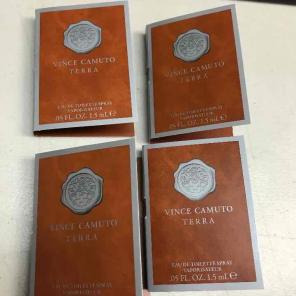 VINCE CAMUTO
TERRA
EAU DE TOILETTE SPRAY
VAPORISATEUR
.05 FL. OZ. 1.5 ml ℮
VINCE CAMUTO
TERRA
EAU DE TOILETTE SPRAY
VAPORISATEUR
.05 FL. OZ. 1.5 ml ℮
VINCE CAMUTO
TERRA
EAU DE TOILETTE SPRAY
VAPORISATEUR
.05 FL. OZ. 1.5 ml ℮
VINCE CAMUTO
TERRA
EAU DE TOILETTE SPRAY
VAPORISATEUR
.05 FL. OZ. 1.5 ml ℮